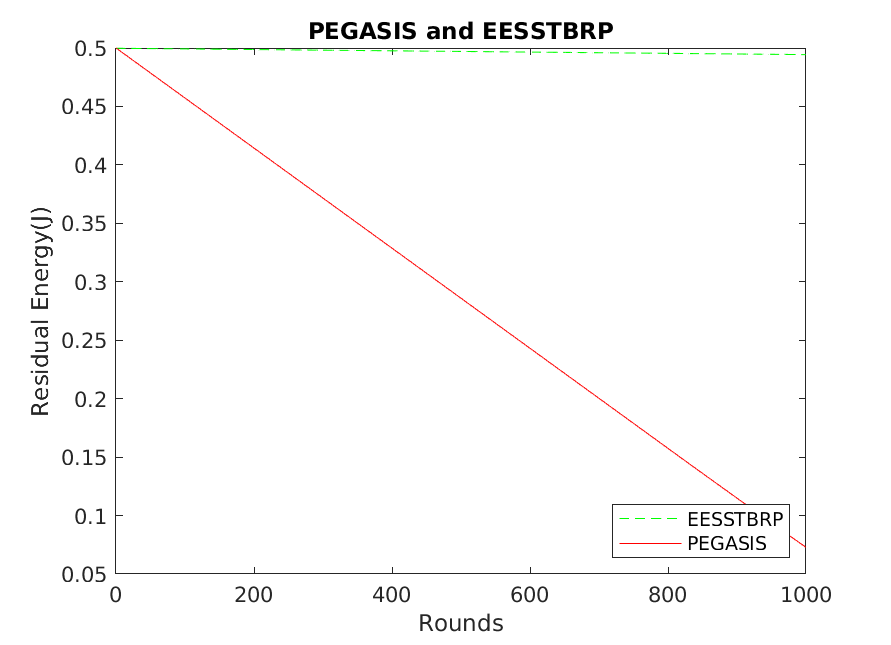 PEGASIS and EESSTBRP
Residual Energy(J)
0.5
0.45
0.4
0.35
0.3
0.25
0.2
0.15
0.1
0.05
EESSTBRP
PEGASIS
0 200 400 600 800 1000
Rounds